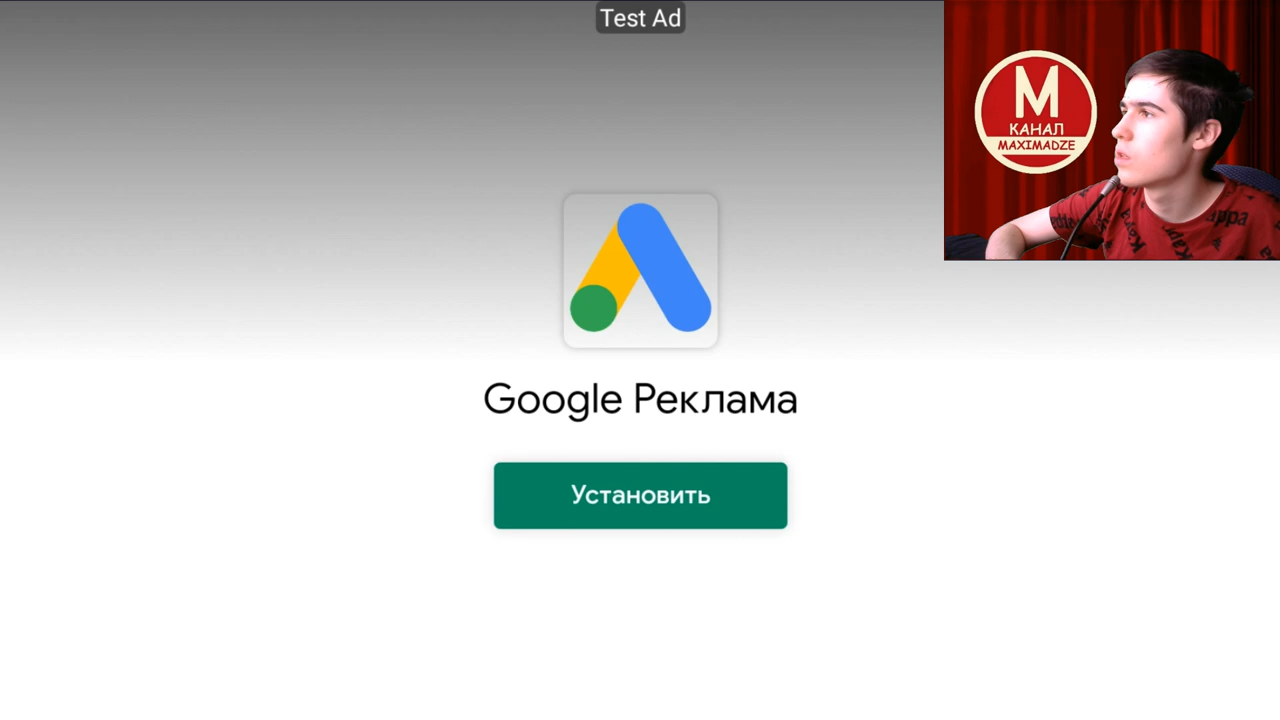 Test Ad
М
КАНАЛ
MAXIMADZE
Google Реклама
Установить